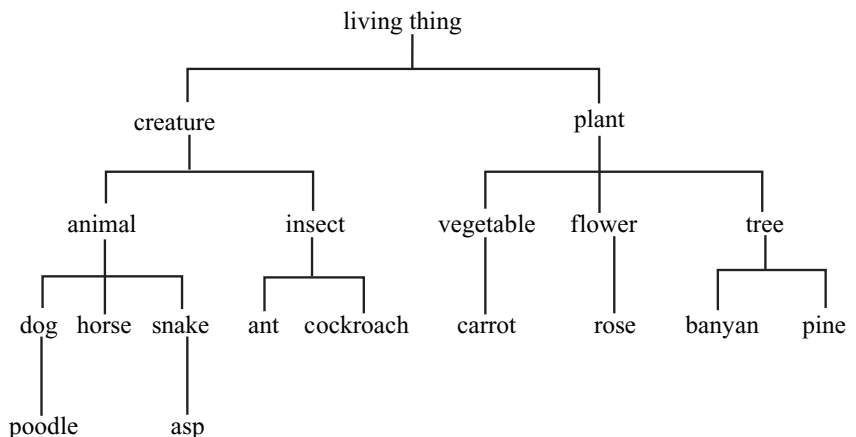 living thing
creature plant
animal insect vegetable flower tree
dog horse snake ant cockroach carrot rose banyan pine
poodle asp